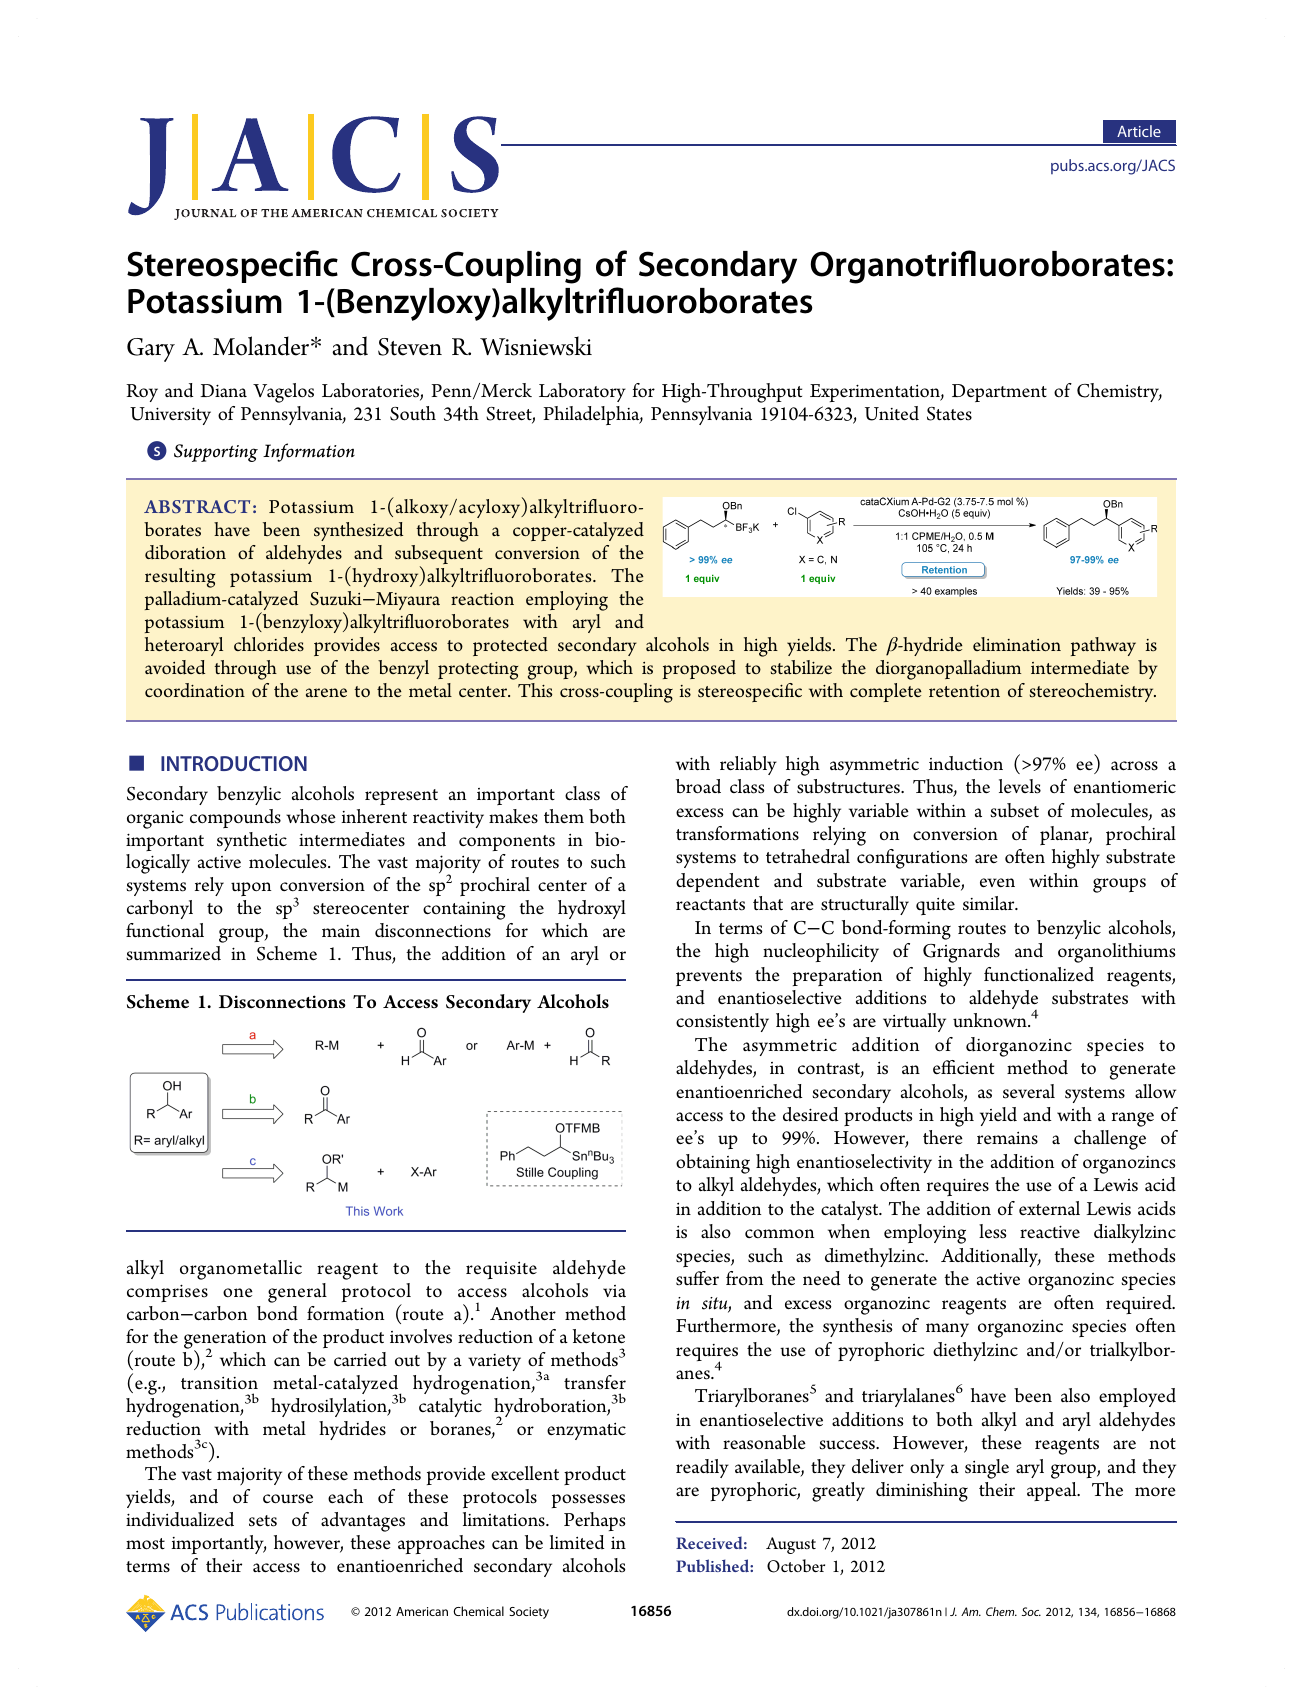 J|A|C|S
JOURNAL OF THE AMERICAN CHEMICAL SOCIETY
Article
pubs.acs.org/JACS
Stereospecific Cross-Coupling of Secondary Organotrifluoroborates:
Potassium 1-(Benzyloxy)alkyltrifluoroborates
Gary A. Molander* and Steven R. Wisniewski
Roy and Diana Vagelos Laboratories, Penn/Merck Laboratory for High-Throughput Experimentation, Department of Chemistry,
University of Pennsylvania, 231 South 34th Street, Philadelphia, Pennsylvania 19104-6323, United States
S Supporting Information
ABSTRACT: Potassium 1-(alkoxy/acyloxy)alkyltrifluoro-
borates have been synthesized through a copper-catalyzed
diboration of aldehydes and subsequent conversion of the
resulting potassium 1-(hydroxy)alkyltrifluoroborates. The
palladium-catalyzed Suzuki−Miyaura reaction employing the
potassium 1-(benzyloxy)alkyltrifluoroborates with aryl and
heteroaryl chlorides provides access to protected secondary alcohols in high yields. The β-hydride elimination pathway is
avoided through use of the benzyl protecting group, which is proposed to stabilize the diorganopalladium intermediate by
coordination of the arene to the metal center. This cross-coupling is stereospecific with complete retention of stereochemistry.
OBn
* BF3K
> 99% ee
1 equiv
+
Cl
R
X
X = C, N
1 equiv
cataCXium A-Pd-G2 (3.75-7.5 mol %)
CsOH•H2O (5 equiv)
1:1 CPME/H2O, 0.5 M
105 °C, 24 h
Retention
> 40 examples
OBn
R
X
97-99% ee
Yields: 39 - 95%
■ INTRODUCTION
Secondary benzylic alcohols represent an important class of
organic compounds whose inherent reactivity makes them both
important synthetic intermediates and components in bio-
logically active molecules. The vast majority of routes to such
systems rely upon conversion of the sp2 prochiral center of a
carbonyl to the sp3 stereocenter containing the hydroxyl
functional group, the main disconnections for which are
summarized in Scheme 1. Thus, the addition of an aryl or
Scheme 1. Disconnections To Access Secondary Alcohols
OH
R Ar
R= aryl/alkyl
a
R-M + O H Ar or Ar-M + O H R
b
O R Ar
c
OR' R M + X-Ar
This Work
OTFMB
Ph SnnBu3
Stille Coupling
alkyl organometallic reagent to the requisite aldehyde
comprises one general protocol to access alcohols via
carbon−carbon bond formation (route a).1 Another method
for the generation of the product involves reduction of a ketone
(route b),2 which can be carried out by a variety of methods3
(e.g., transition metal-catalyzed hydrogenation,3a transfer
hydrogenation,3b hydrosilylation,3b catalytic hydroboration,3b
reduction with metal hydrides or boranes,2 or enzymatic
methods3c).
The vast majority of these methods provide excellent product
yields, and of course each of these protocols possesses
individualized sets of advantages and limitations. Perhaps
most importantly, however, these approaches can be limited in
terms of their access to enantioenriched secondary alcohols
with reliably high asymmetric induction (>97% ee) across a
broad class of substructures. Thus, the levels of enantiomeric
excess can be highly variable within a subset of molecules, as
transformations relying on conversion of planar, prochiral
systems to tetrahedral configurations are often highly substrate
dependent and substrate variable, even within groups of
reactants that are structurally quite similar.
In terms of C−C bond-forming routes to benzylic alcohols,
the high nucleophilicity of Grignards and organolithiums
prevents the preparation of highly functionalized reagents,
and enantioselective additions to aldehyde substrates with
consistently high ee's are virtually unknown.4
The asymmetric addition of diorganozinc species to
aldehydes, in contrast, is an efficient method to generate
enantioenriched secondary alcohols, as several systems allow
access to the desired products in high yield and with a range of
ee's up to 99%. However, there remains a challenge of
obtaining high enantioselectivity in the addition of organozincs
to alkyl aldehydes, which often requires the use of a Lewis acid
in addition to the catalyst. The addition of external Lewis acids
is also common when employing less reactive dialkylzinc
species, such as dimethylzinc. Additionally, these methods
suffer from the need to generate the active organozinc species
in situ, and excess organozinc reagents are often required.
Furthermore, the synthesis of many organozinc species often
requires the use of pyrophoric diethylzinc and/or trialkylbor-
anes.4
Triarylboranes5 and triarylalanes6 have been also employed
in enantioselective additions to both alkyl and aryl aldehydes
with reasonable success. However, these reagents are not
readily available, they deliver only a single aryl group, and they
are pyrophoric, greatly diminishing their appeal. The more
Received: August 7, 2012
Published: October 1, 2012
ACS Publications
© 2012 American Chemical Society
16856
dx.doi.org/10.1021/ja307861n | J. Am. Chem. Soc. 2012, 134, 16856−16868